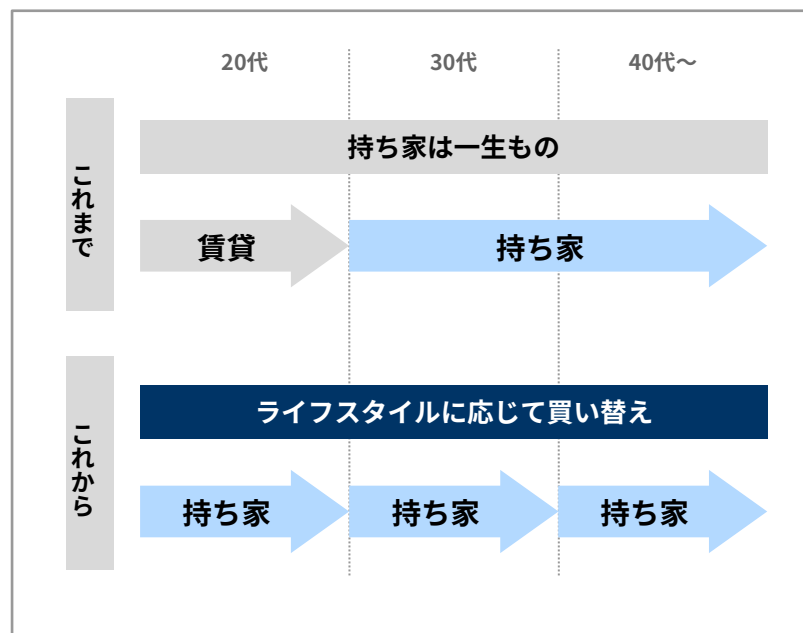 20代
30代
40代～
これまで
持ち家は一生もの
賃貸
持ち家
これから
ライフスタイルに応じて買い替え
持ち家
持ち家
持ち家